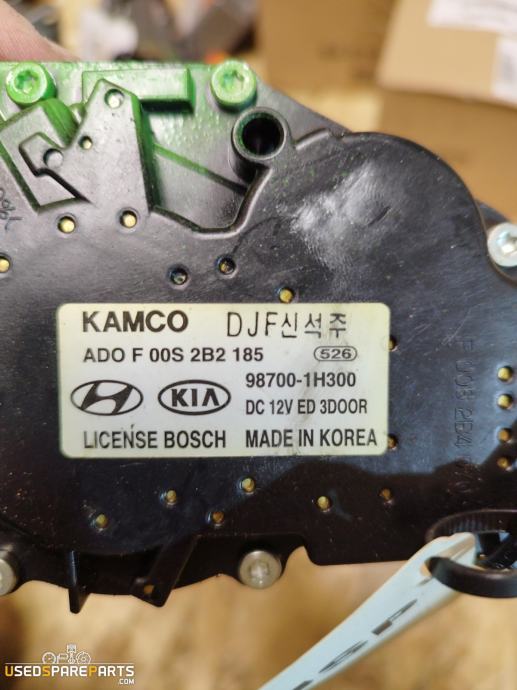 KAMCO DJF신석주
ADO F 00S 2B2 185 526
98700-1H300
KIA DC 12V ED 3DOOR
LICENSE BOSCH MADE IN KOREA
USEDSPAREPARTS
.COM